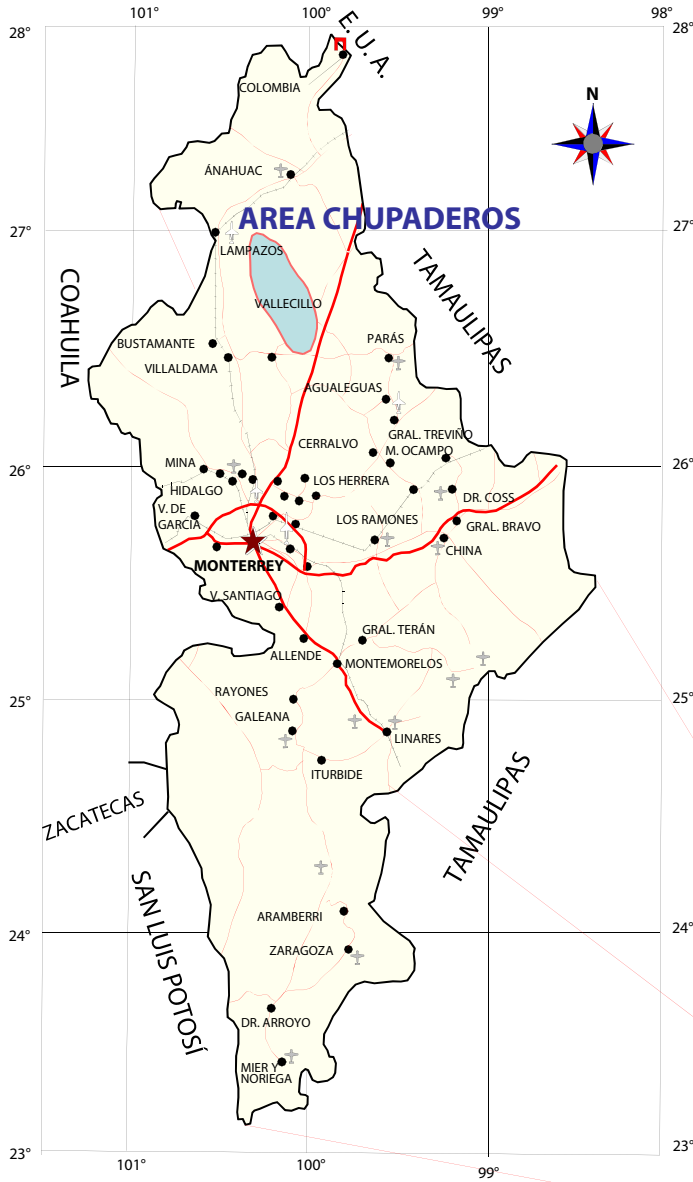 101°
100°
99°
98°
28°
28°
E. U. A.
COLOMBIA
N
ÁNAHUAC
AREA CHUPADEROS
27°
27°
LAMPAZOS
COAHUILA
TAMAULIPAS
VALLECILLO
BUSTAMANTE
PARÁS
VILLALDAMA
AGUALEGUAS
GRAL. TREVIÑO
CERRALVO
M. OCAMPO
26°
26°
MINA
HIDALGO
LOS HERRERA
DR. COSS
V. DE
GARCIA
LOS RAMONES
GRAL. BRAVO
CHINA
MONTERREY
V. SANTIAGO
GRAL. TERÁN
ALLENDE
MONTEMORELOS
25°
25°
RAYONES
GALEANA
LINARES
ITURBIDE
ZACATECAS
TAMAULIPAS
SAN LUIS POTOSÍ
ARAMBERRI
24°
24°
ZARAGOZA
DR. ARROYO
MIER Y
NORIEGA
23°
23°
101°
100°
99°